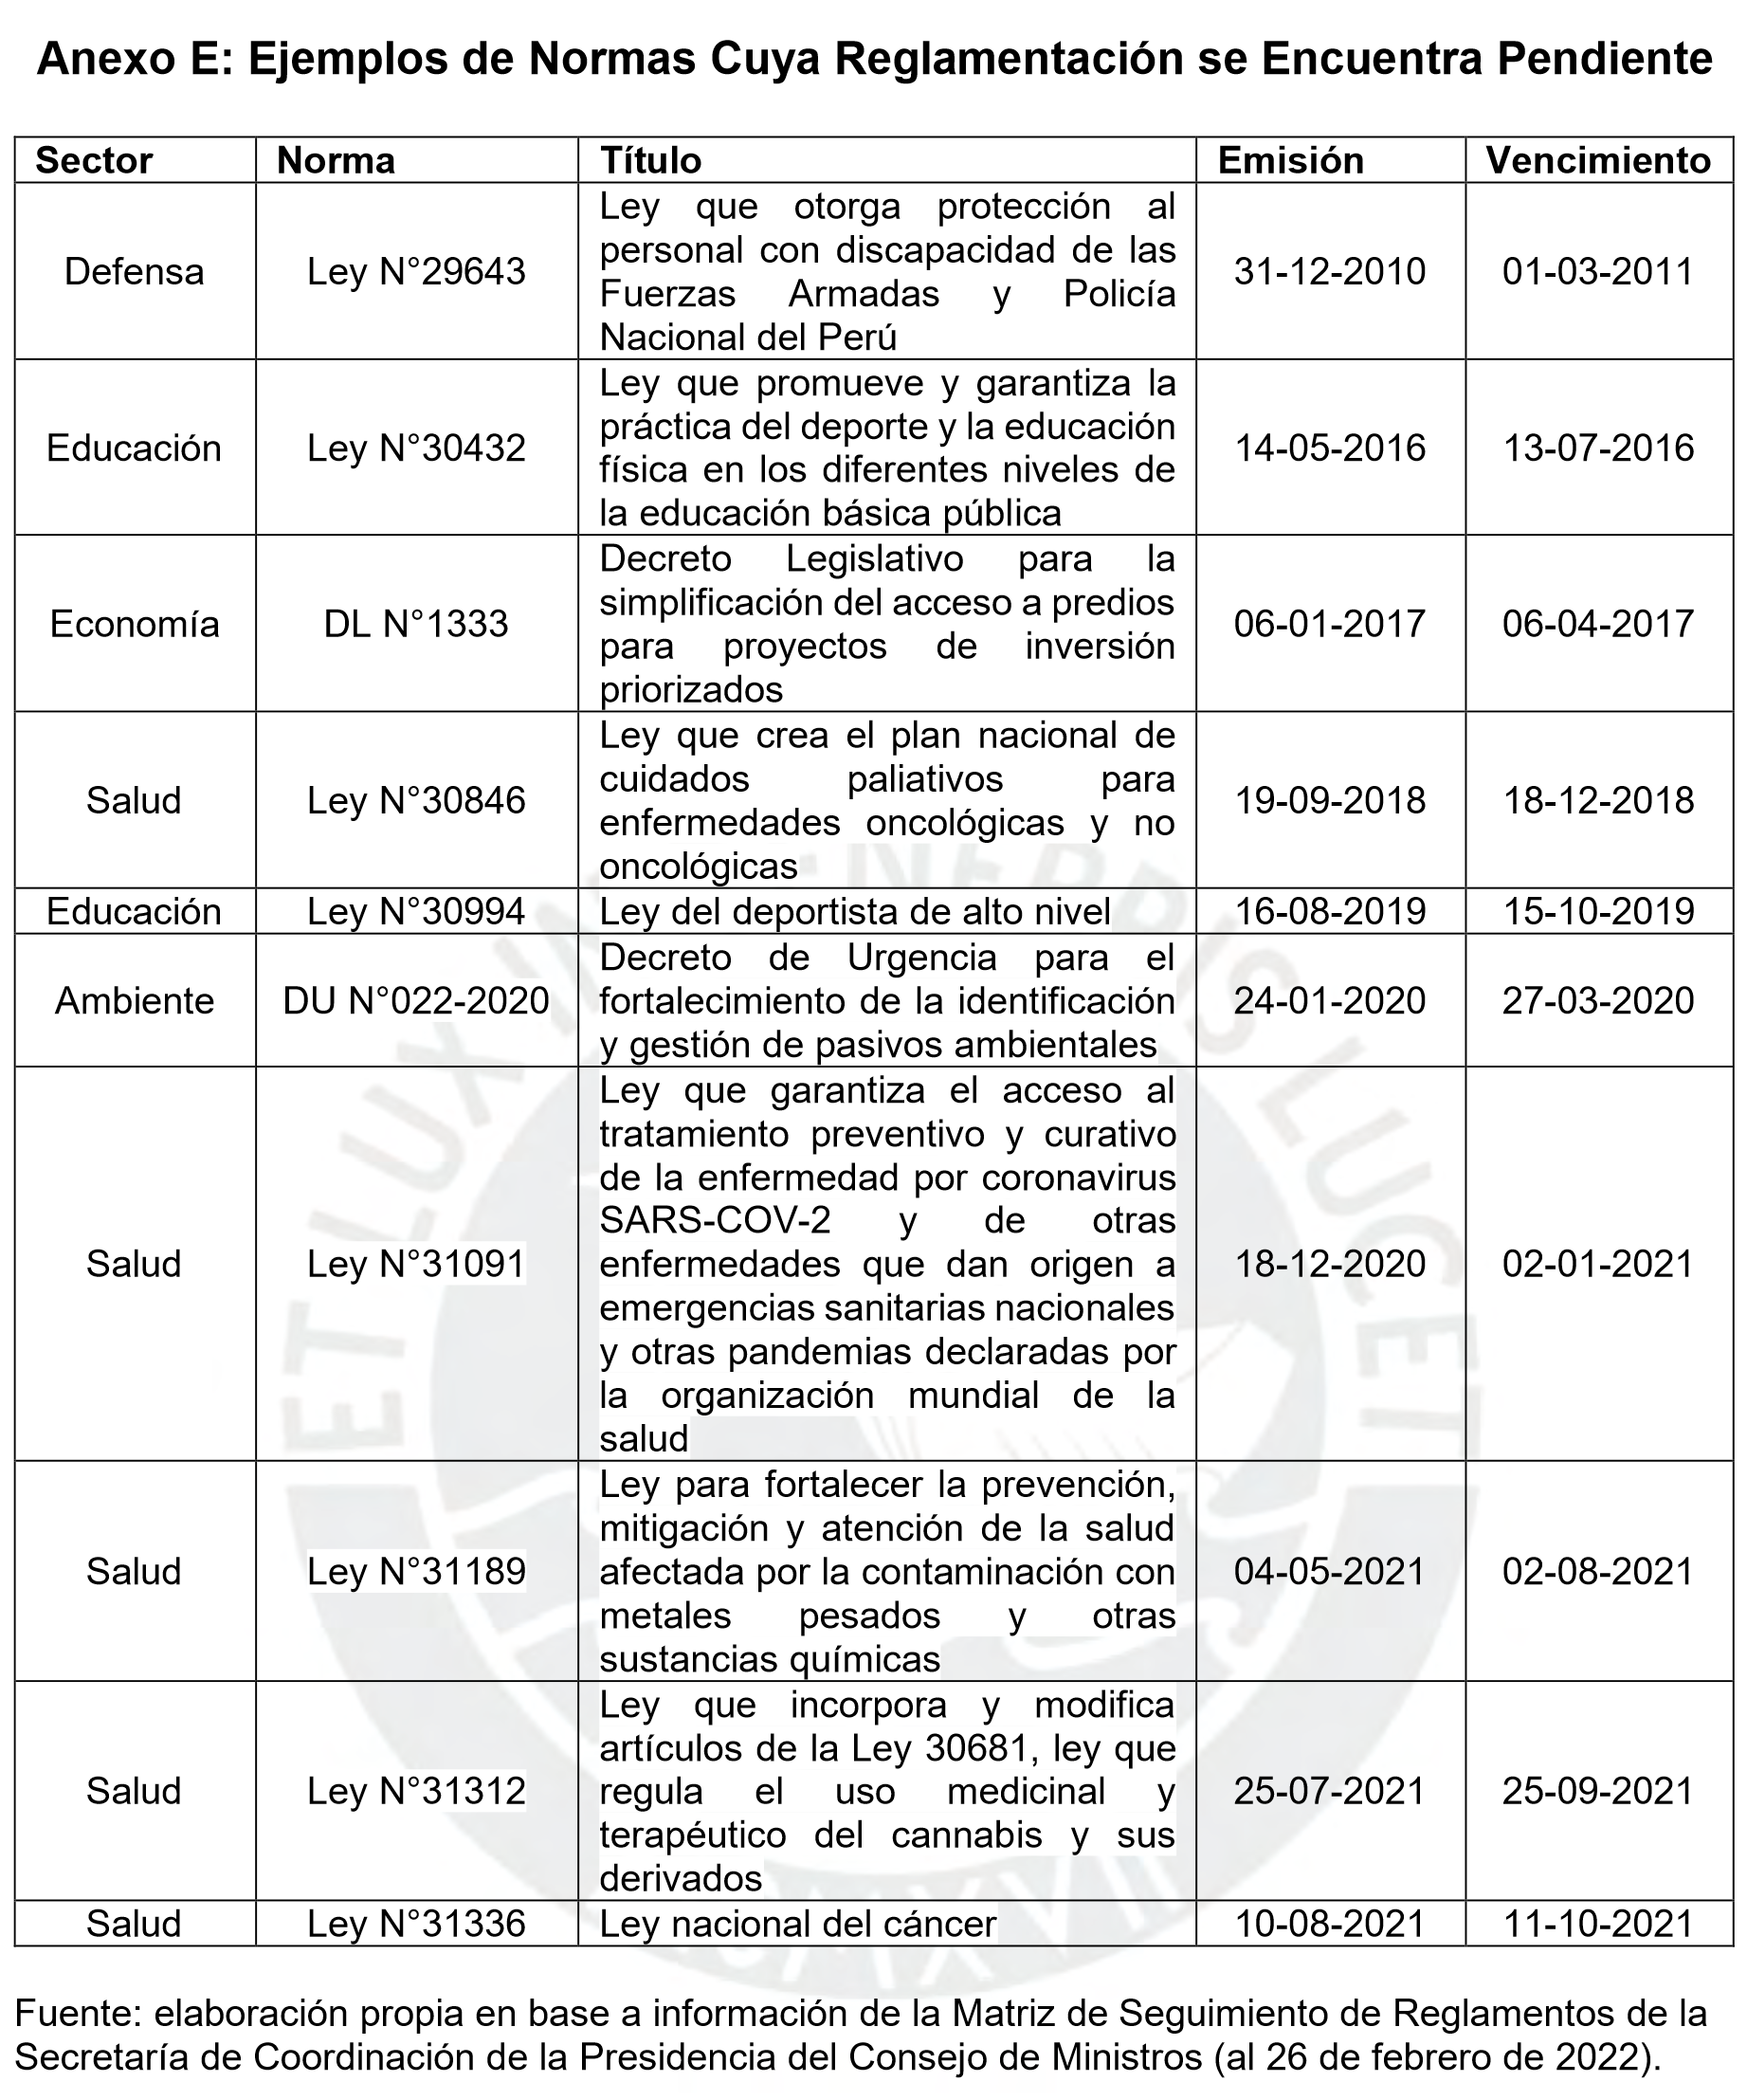 Anexo E: Ejemplos de Normas Cuya Reglamentación se Encuentra Pendiente
Sector Norma Título Emisión Vencimiento
Defensa Ley N°29643
Ley que otorga protección al
personal con discapacidad de las
Fuerzas Armadas y Policía
Nacional del Perú
31-12-2010 01-03-2011
Educación Ley N°30432
Ley que promueve y garantiza la
práctica del deporte y la educación
física en los diferentes niveles de
la educación básica pública
14-05-2016 13-07-2016
Economía DL N°1333
Decreto Legislativo para la
simplificación del acceso a predios
para proyectos de inversión
priorizados
06-01-2017 06-04-2017
Salud Ley N°30846
Ley que crea el plan nacional de
cuidados paliativos para
enfermedades oncológicas y no
oncológicas
19-09-2018 18-12-2018
Educación Ley N°30994 Ley del deportista de alto nivel 16-08-2019 15-10-2019
Ambiente DU N°022-2020
Decreto de Urgencia para el
fortalecimiento de la identificación
y gestión de pasivos ambientales
24-01-2020 27-03-2020
Salud Ley N°31091
Ley que garantiza el acceso al
tratamiento preventivo y curativo
de la enfermedad por coronavirus
SARS-COV-2 y de otras
enfermedades que dan origen a
emergencias sanitarias nacionales
y otras pandemias declaradas por
la organización mundial de la
salud
18-12-2020 02-01-2021
Salud Ley N°31189
Ley para fortalecer la prevención,
mitigación y atención de la salud
afectada por la contaminación con
metales pesados y otras
sustancias químicas
04-05-2021 02-08-2021
Salud Ley N°31312
Ley que incorpora y modifica
artículos de la Ley 30681, ley que
regula el uso medicinal y
terapéutico del cannabis y sus
derivados
25-07-2021 25-09-2021
Salud Ley N°31336 Ley nacional del cáncer 10-08-2021 11-10-2021
Fuente: elaboración propia en base a información de la Matriz de Seguimiento de Reglamentos de la
Secretaría de Coordinación de la Presidencia del Consejo de Ministros (al 26 de febrero de 2022).
ET LUX IN TENEBRIS LUCET